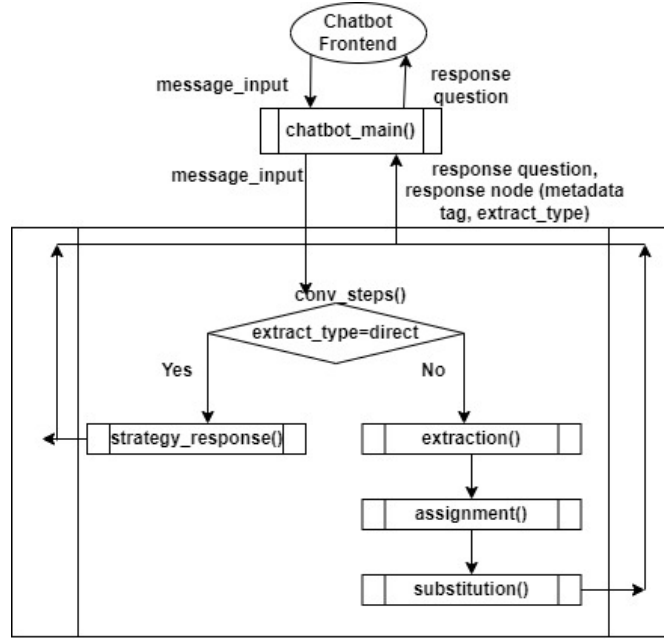 Chatbot
Frontend
message_input
response
question
chatbot_main()
message_input
response question,
response node (metadata
tag, extract_type)
conv_steps()
extract_type=direct
Yes
No
strategy_response()
extraction()
assignment()
substitution()